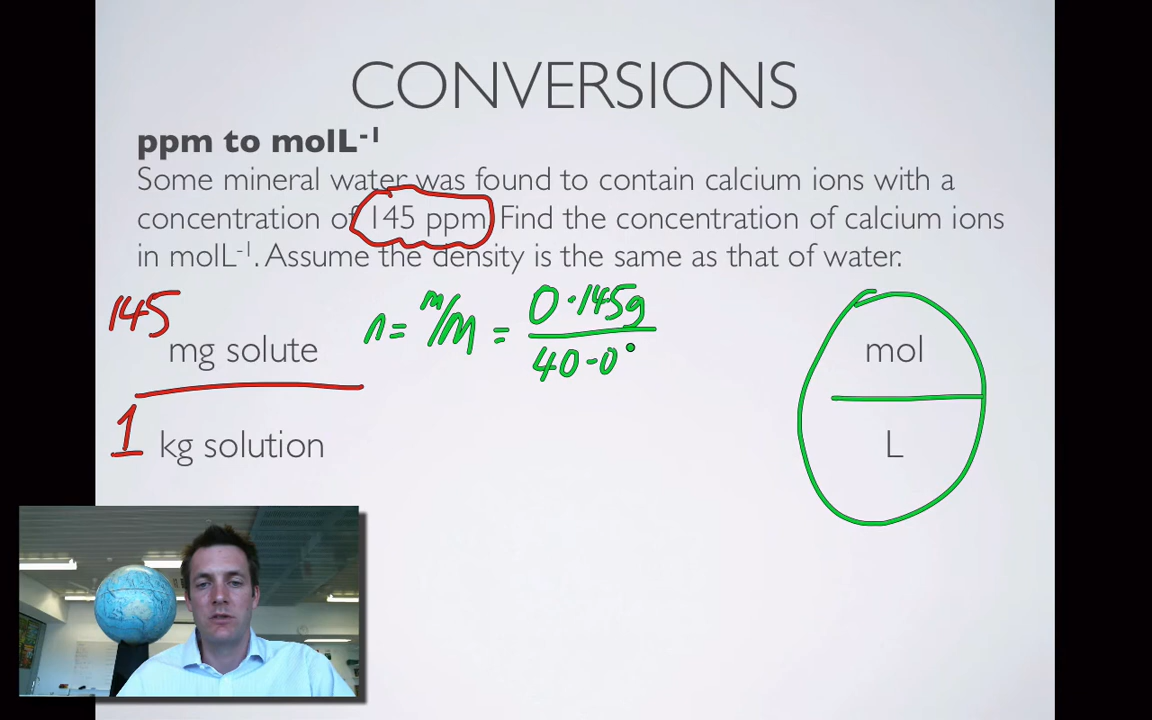 CONVERSIONS
ppm to molL⁻¹
Some mineral water was found to contain calcium ions with a
concentration of 145 ppm. Find the concentration of calcium ions
in molL⁻¹. Assume the density is the same as that of water.
145
mg solute
1
kg solution
n = m/M = 0.145g
40.0
mol
L